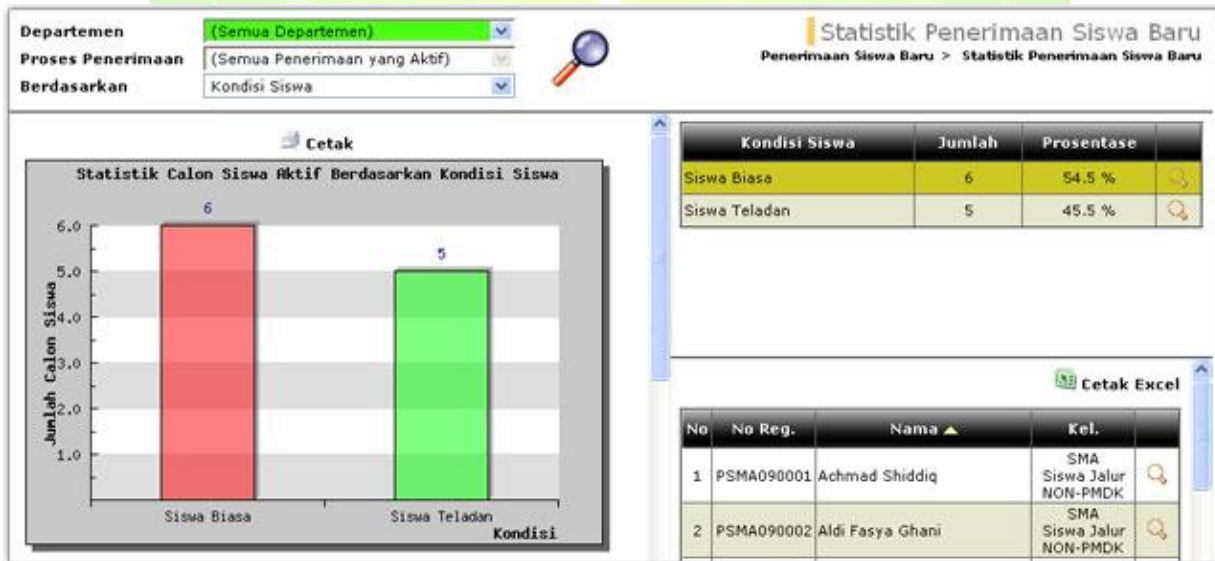 Departemen (Semua Departemen)
Proses Penerimaan (Semua Penerimaan yang Aktif)
Berdasarkan Kondisi Siswa
Statistik Penerimaan Siswa Baru
Penerimaan Siswa Baru > Statistik Penerimaan Siswa Baru
Cetak
Statistik Calon Siswa Aktif Berdasarkan Kondisi Siswa
6
5
6.0
5.0
4.0
3.0
2.0
1.0
Jumlah Calon Siswa
Siswa Biasa Siswa Teladan
Kondisi
Kondisi Siswa Jumlah Prosentase
Siswa Biasa 6 54.5 %
Siswa Teladan 5 45.5 %
Cetak Excel
No No Reg. Nama Kel.
1 PSMA090001 Achmad Shiddiq SMA
Siswa Jalur
NON-PMDK
2 PSMA090002 Aldi Fasya Ghani SMA
Siswa Jalur
NON-PMDK